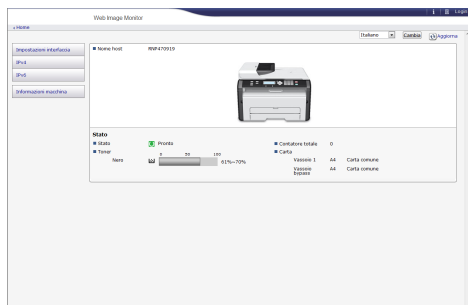 Web Image Monitor
Login
Home
Italiano Cambia Aggiorna
Impostazioni interfaccia
IPv4
IPv6
Informazioni macchina
Nome host RNP470919
Stato
Stato Pronto
Toner
0 50 100
Nero 61%~70%
Contatore totale 0
Carta
Vassoio 1 A4 Carta comune
Vassoio bypass A4 Carta comune